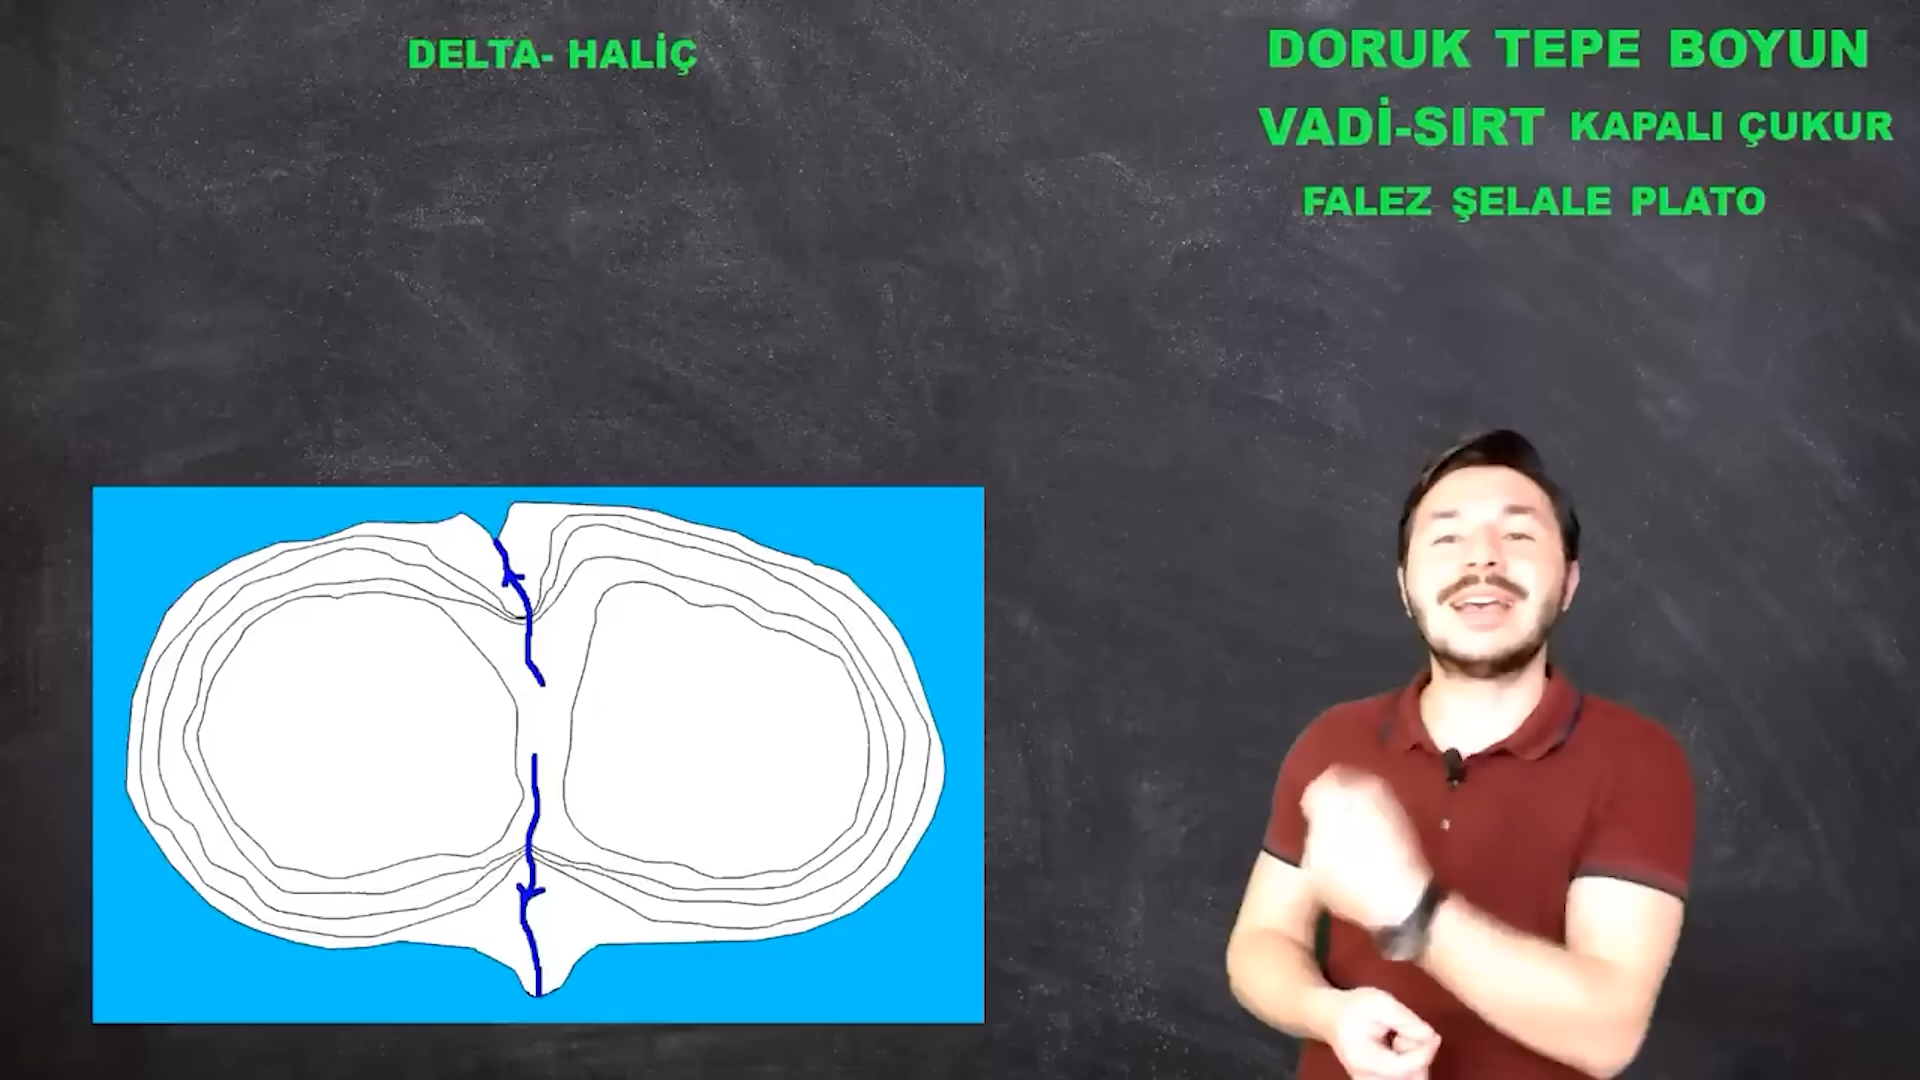 DELTA- HALİÇ
DORUK TEPE BOYUN
VADİ-SIRT KAPALI ÇUKUR
FALEZ ŞELALE PLATO